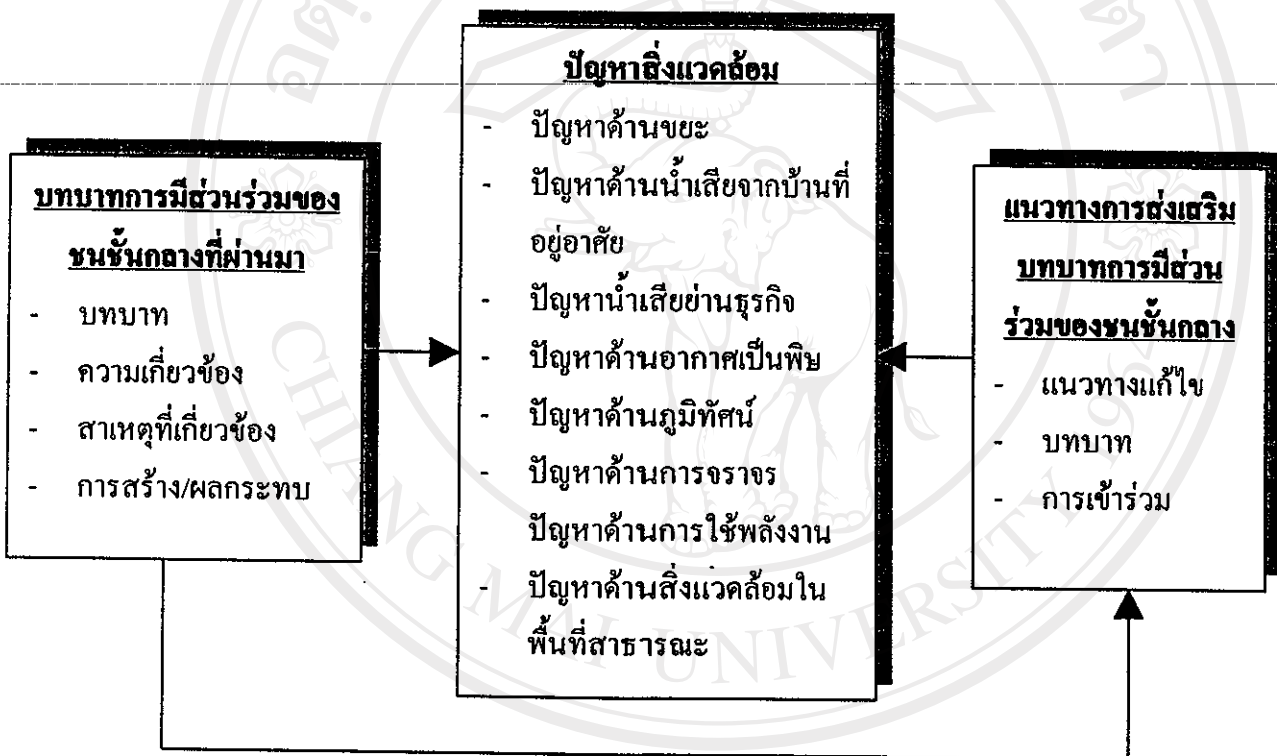 บทบาทการมีส่วนร่วมของ
ชนชั้นกลางที่ผ่านมา
- บทบาท
- ความเกี่ยวข้อง
- สาเหตุที่เกี่ยวข้อง
- การสร้าง/ผลกระทบ
ปัญหาสิ่งแวดล้อม
- ปัญหาด้านขยะ
- ปัญหาด้านน้ำเสียจากบ้านที่
อยู่อาศัย
- ปัญหาน้ำเสียย่านธุรกิจ
- ปัญหาด้านอากาศเป็นพิษ
- ปัญหาด้านภูมิทัศน์
- ปัญหาด้านการจราจร
ปัญหาด้านการใช้พลังงาน
- ปัญหาด้านสิ่งแวดล้อมใน
พื้นที่สาธารณะ
แนวทางการส่งเสริม
บทบาทการมีส่วน
ร่วมของชนชั้นกลาง
- แนวทางแก้ไข
- บทบาท
- การเข้าร่วม
CHIANG MAI UNIVERSITY